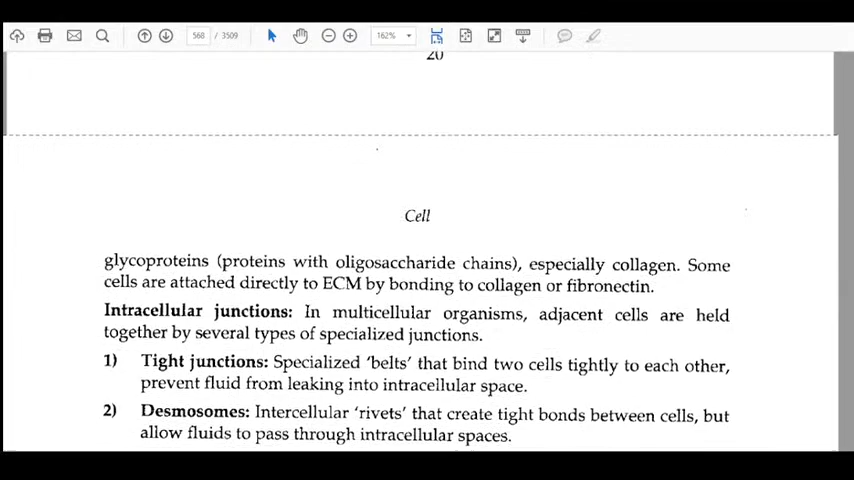 568 / 3509
162%
20
Cell
glycoproteins (proteins with oligosaccharide chains), especially collagen. Some
cells are attached directly to ECM by bonding to collagen or fibronectin.
Intracellular junctions: In multicellular organisms, adjacent cells are held
together by several types of specialized junctions.
1) Tight junctions: Specialized ‘belts’ that bind two cells tightly to each other,
prevent fluid from leaking into intracellular space.
2) Desmosomes: Intercellular ‘rivets’ that create tight bonds between cells, but
allow fluids to pass through intracellular spaces.